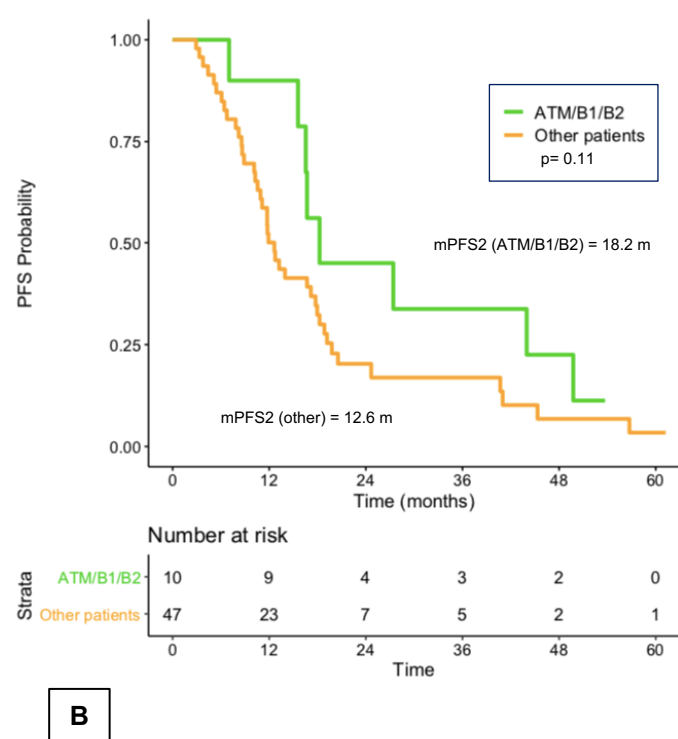 1.00
0.75
0.50
0.25
0.00
PFS Probability
ATM/B1/B2
Other patients
p= 0.11
mPFS2 (ATM/B1/B2) = 18.2 m
mPFS2 (other) = 12.6 m
0 12 24 36 48 60
Time (months)
Number at risk
Strata
ATM/B1/B2 10 9 4 3 2 0
Other patients 47 23 7 5 2 1
0 12 24 36 48 60
Time
B